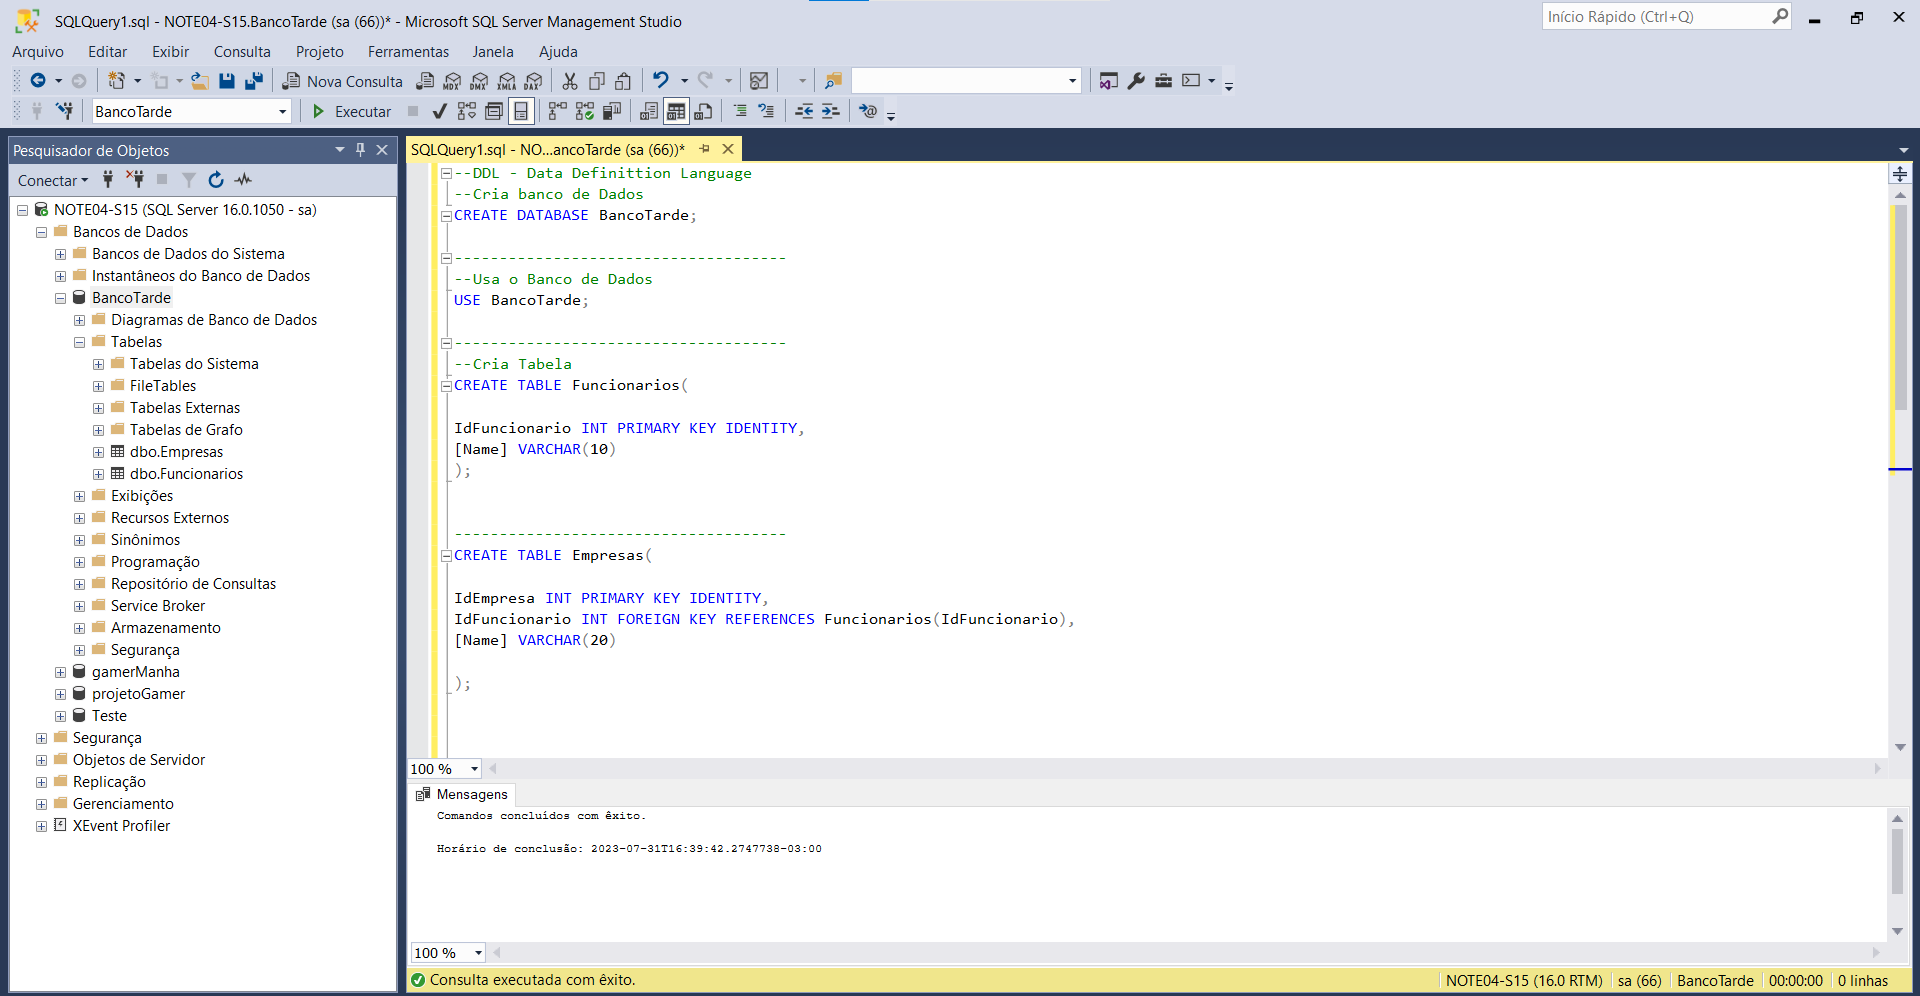 SQLQuery1.sql - NOTE04-S15.BancoTarde (sa (66))* - Microsoft SQL Server Management Studio
Início Rápido (Ctrl+Q)
Arquivo Editar Exibir Consulta Projeto Ferramentas Janela Ajuda
Nova Consulta MDX DMX XMLA DAX
BancoTarde Executar
Pesquisador de Objetos
Conectar
NOTE04-S15 (SQL Server 16.0.1050 - sa)
Bancos de Dados
Bancos de Dados do Sistema
Instantâneos do Banco de Dados
BancoTarde
Diagramas de Banco de Dados
Tabelas
Tabelas do Sistema
FileTables
Tabelas Externas
Tabelas de Grafo
dbo.Empresas
dbo.Funcionarios
Exibições
Recursos Externos
Sinônimos
Programação
Repositório de Consultas
Service Broker
Armazenamento
Segurança
gamerManha
projetoGamer
Teste
Segurança
Objetos de Servidor
Replicação
Gerenciamento
XEvent Profiler
SQLQuery1.sql - NO...ancoTarde (sa (66))*
--DDL - Data Definittion Language
--Cria banco de Dados
CREATE DATABASE BancoTarde;
-------------------------------------
--Usa o Banco de Dados
USE BancoTarde;
-------------------------------------
--Cria Tabela
CREATE TABLE Funcionarios(
IdFuncionario INT PRIMARY KEY IDENTITY,
[Name] VARCHAR(10)
);
-------------------------------------
CREATE TABLE Empresas(
IdEmpresa INT PRIMARY KEY IDENTITY,
IdFuncionario INT FOREIGN KEY REFERENCES Funcionarios(IdFuncionario),
[Name] VARCHAR(20)
);
100 %
Mensagens
Comandos concluídos com êxito.
Horário de conclusão: 2023-07-31T16:39:42.2747738-03:00
100 %
Consulta executada com êxito.
NOTE04-S15 (16.0 RTM) sa (66) BancoTarde 00:00:00 0 linhas